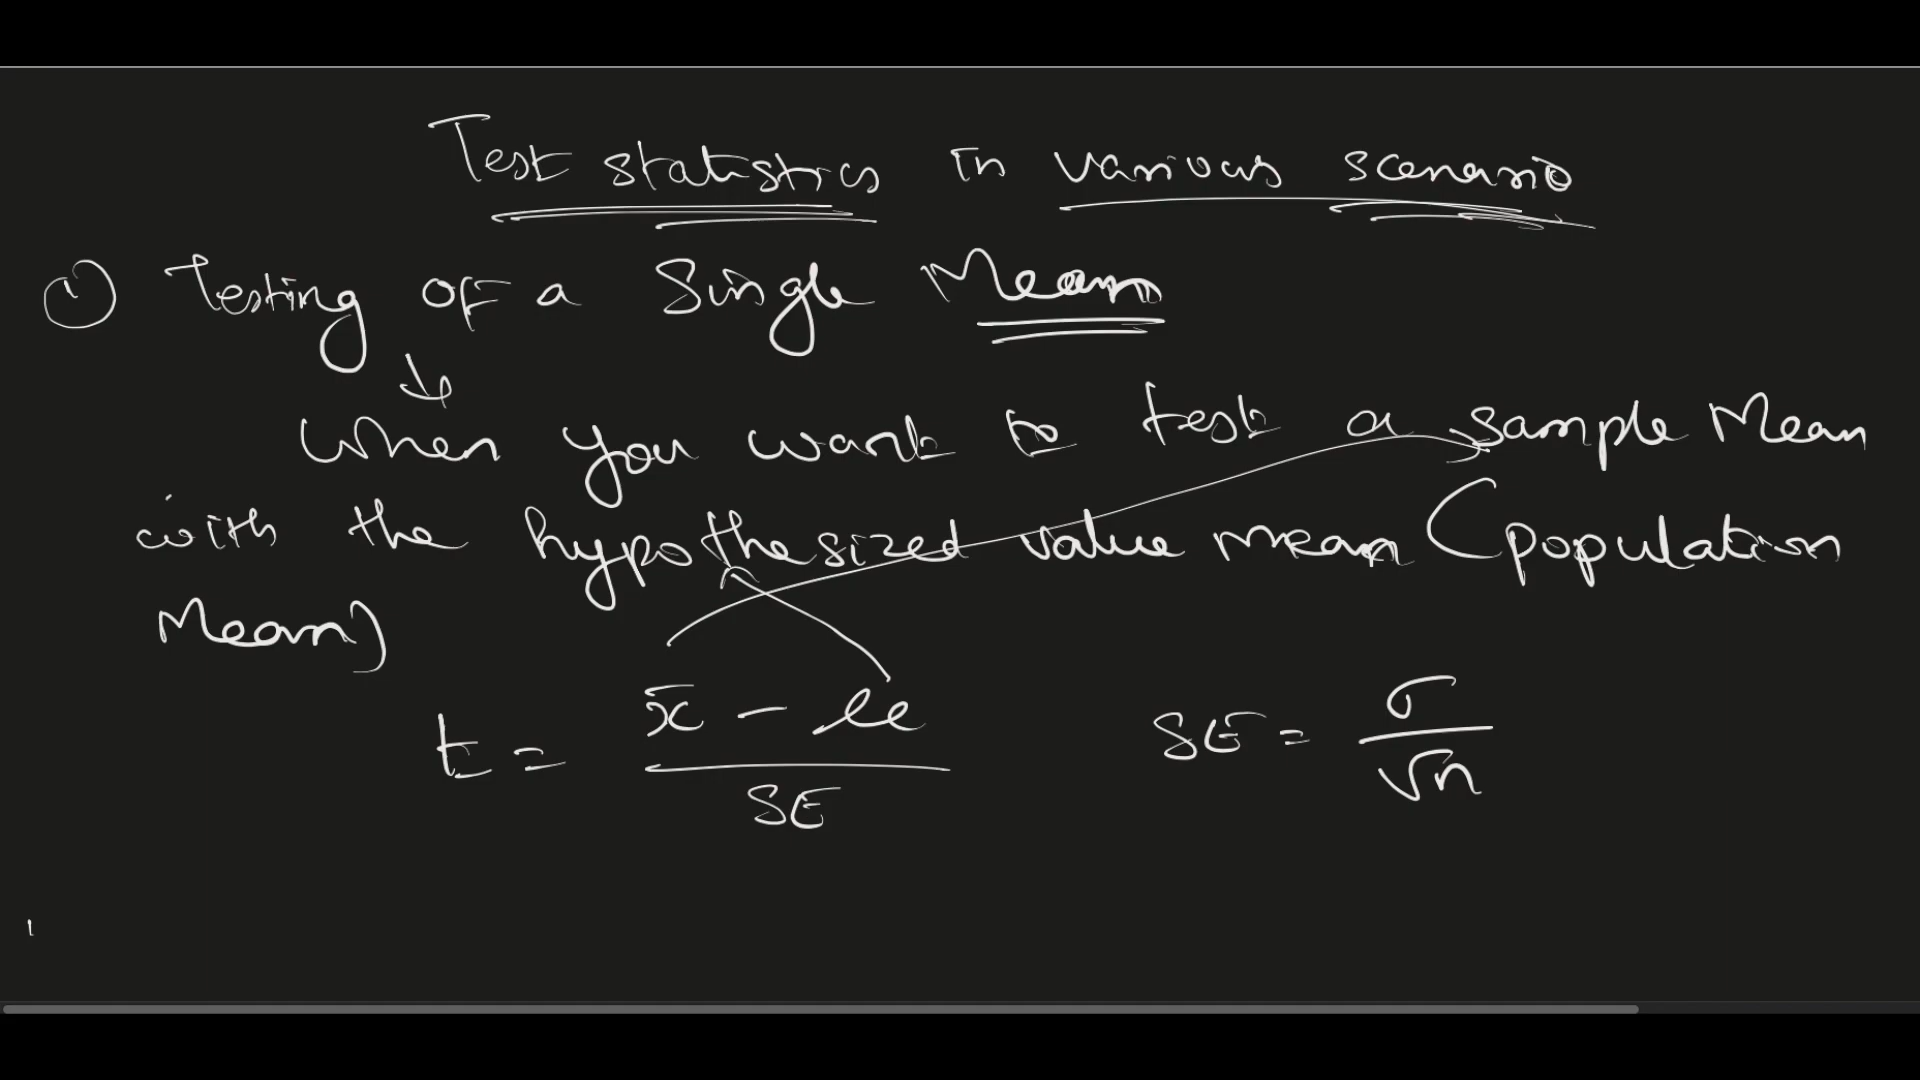 Test statistics in various scenario
① Testing of a Single Mean
↓
When you want to test a sample Mean
with the hypothesized value mean (population
Mean)
t = x̄ - μ / SE SE = σ / √n